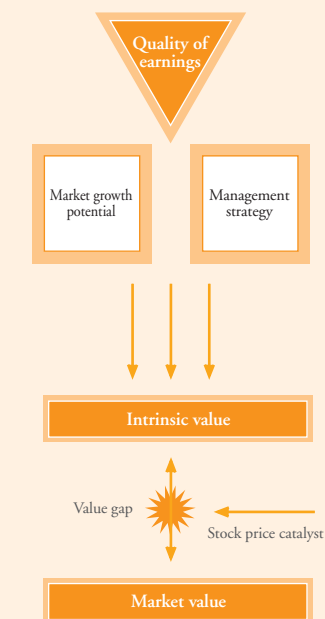 Quality of
earnings
Market growth
potential
Management
strategy
Intrinsic value
Value gap
Stock price catalyst
Market value